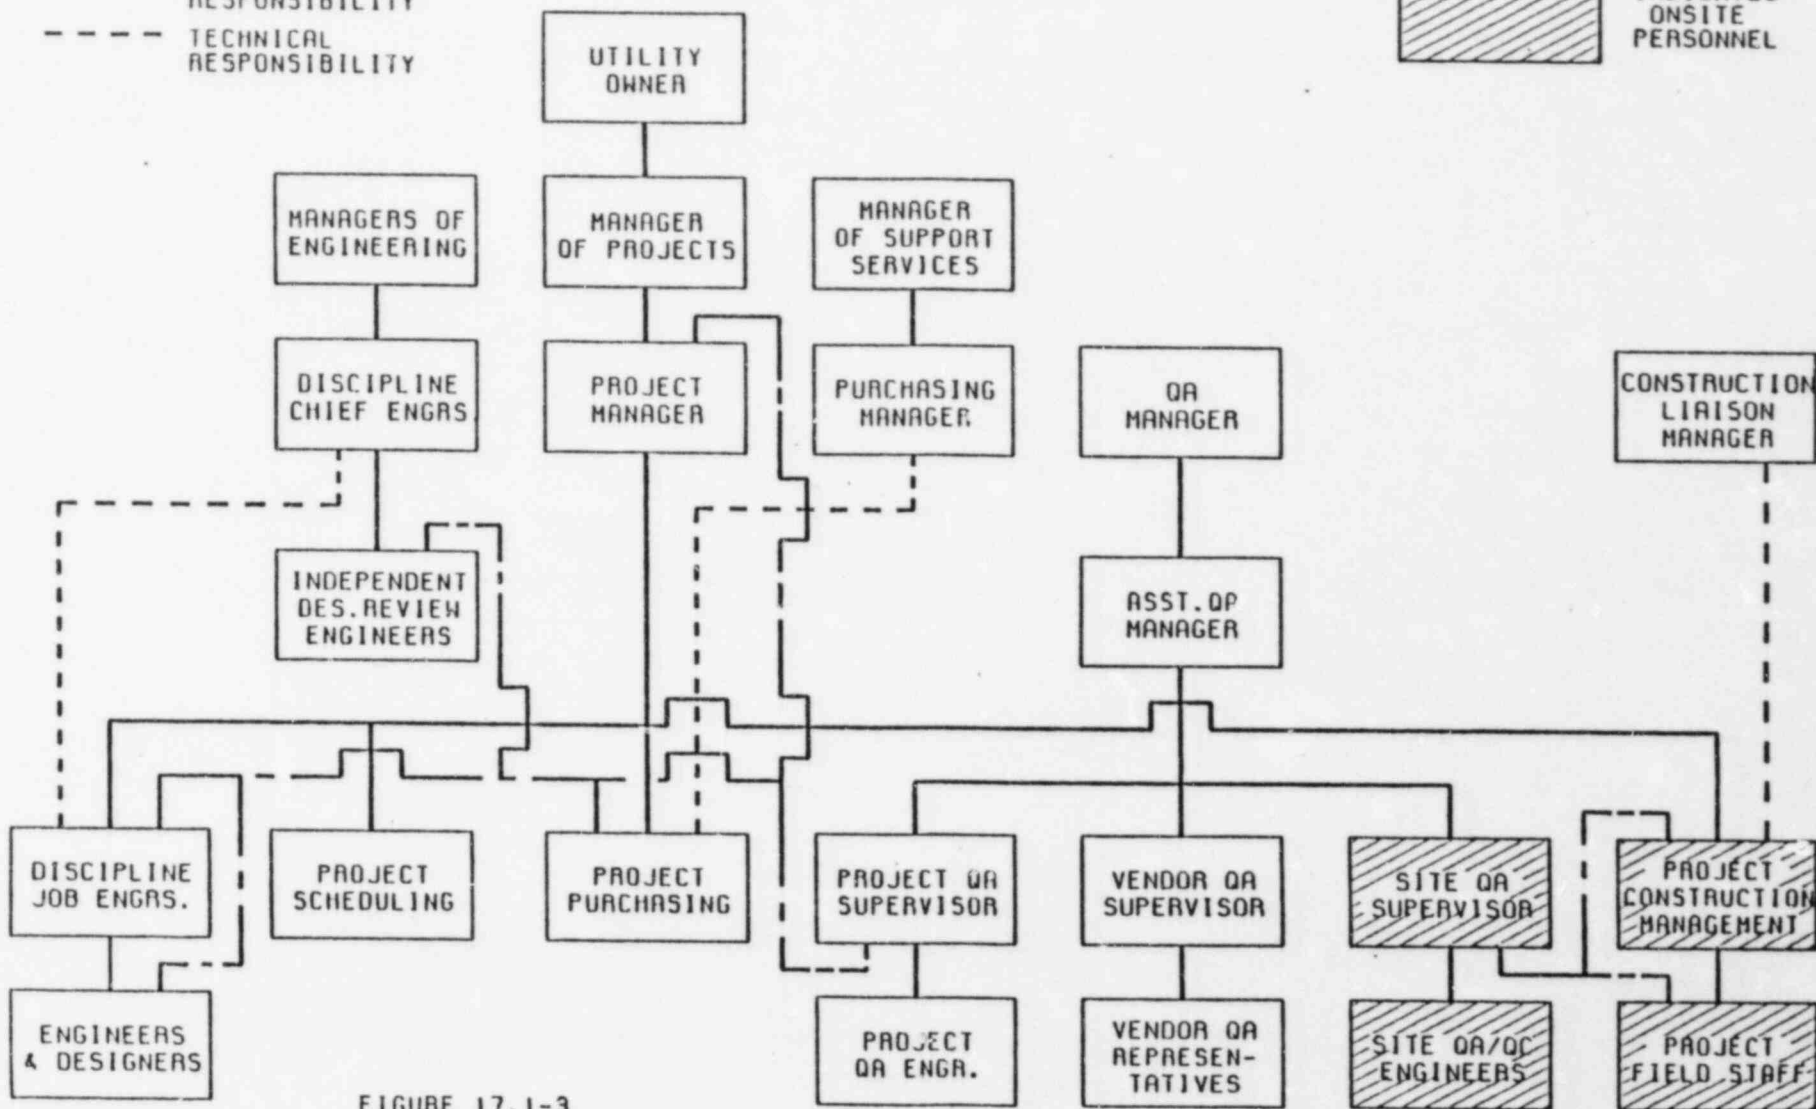 RESPONSIBILITY
TECHNICAL
RESPONSIBILITY
ONSITE
PERSONNEL
UTILITY
OWNER
MANAGERS OF
ENGINEERING
MANAGER
OF PROJECTS
MANAGER
OF SUPPORT
SERVICES
DISCIPLINE
CHIEF ENGRS.
PROJECT
MANAGER
PURCHASING
MANAGER
QA
MANAGER
CONSTRUCTION
LIAISON
MANAGER
INDEPENDENT
DES.REVIEW
ENGINEERS
ASST.QP
MANAGER
DISCIPLINE
JOB ENGRS.
PROJECT
SCHEDULING
PROJECT
PURCHASING
PROJECT QA
SUPERVISOR
VENDOR QA
SUPERVISOR
SITE QA
SUPERVISOR
PROJECT
CONSTRUCTION
MANAGEMENT
ENGINEERS
& DESIGNERS
PROJECT
QA ENGR.
VENDOR QA
REPRESEN-
TATIVES
SITE QA/QC
ENGINEERS
PROJECT
FIELD STAFF
FIGURE 17.1-3